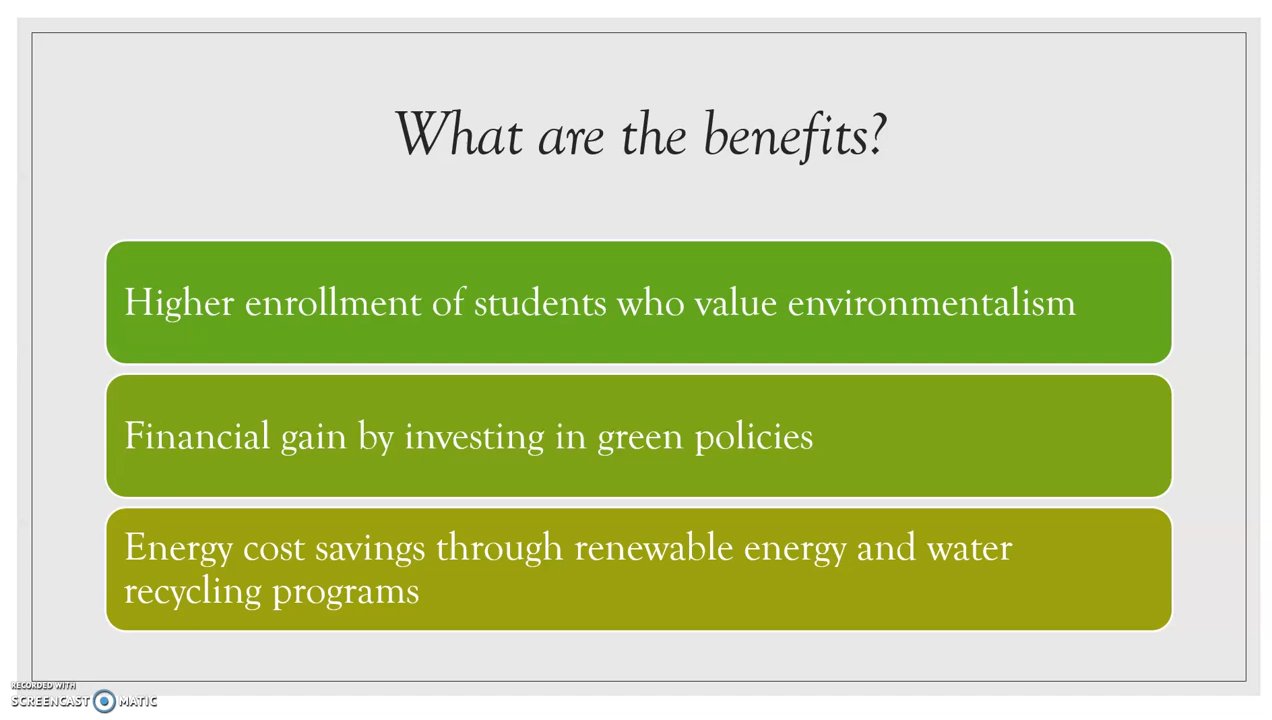 What are the benefits?
Higher enrollment of students who value environmentalism
Financial gain by investing in green policies
Energy cost savings through renewable energy and water
recycling programs
RECORDED WITH
SCREENCAST MATIC